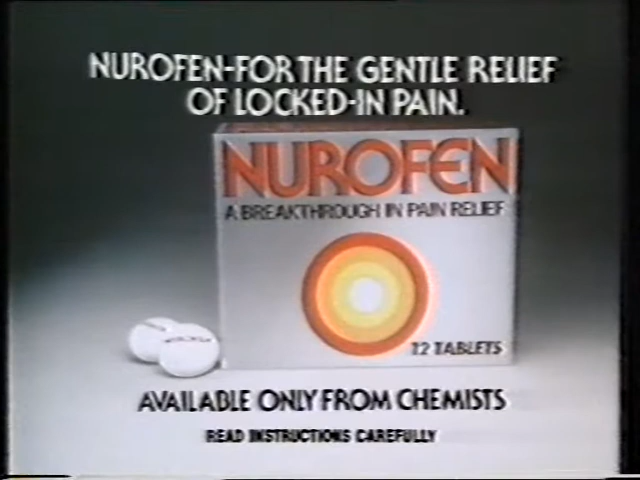 NUROFEN-FOR THE GENTLE RELIEF
OF LOCKED-IN PAIN.
NUROFEN
A BREAKTHROUGH IN PAIN RELIEF
12 TABLETS
AVAILABLE ONLY FROM CHEMISTS
READ INSTRUCTIONS CAREFULLY